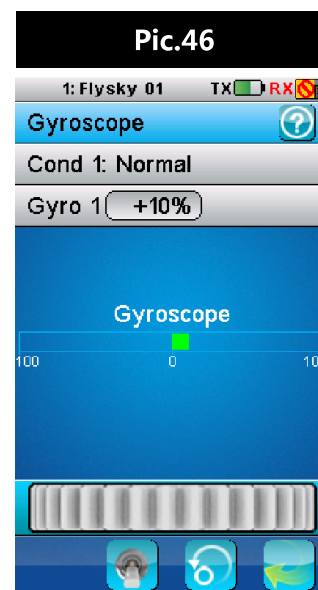 Pic.46
1: Flysky 01 TX RX
Gyroscope ?
Cond 1: Normal
Gyro 1 +10%
Gyroscope
100 0 10